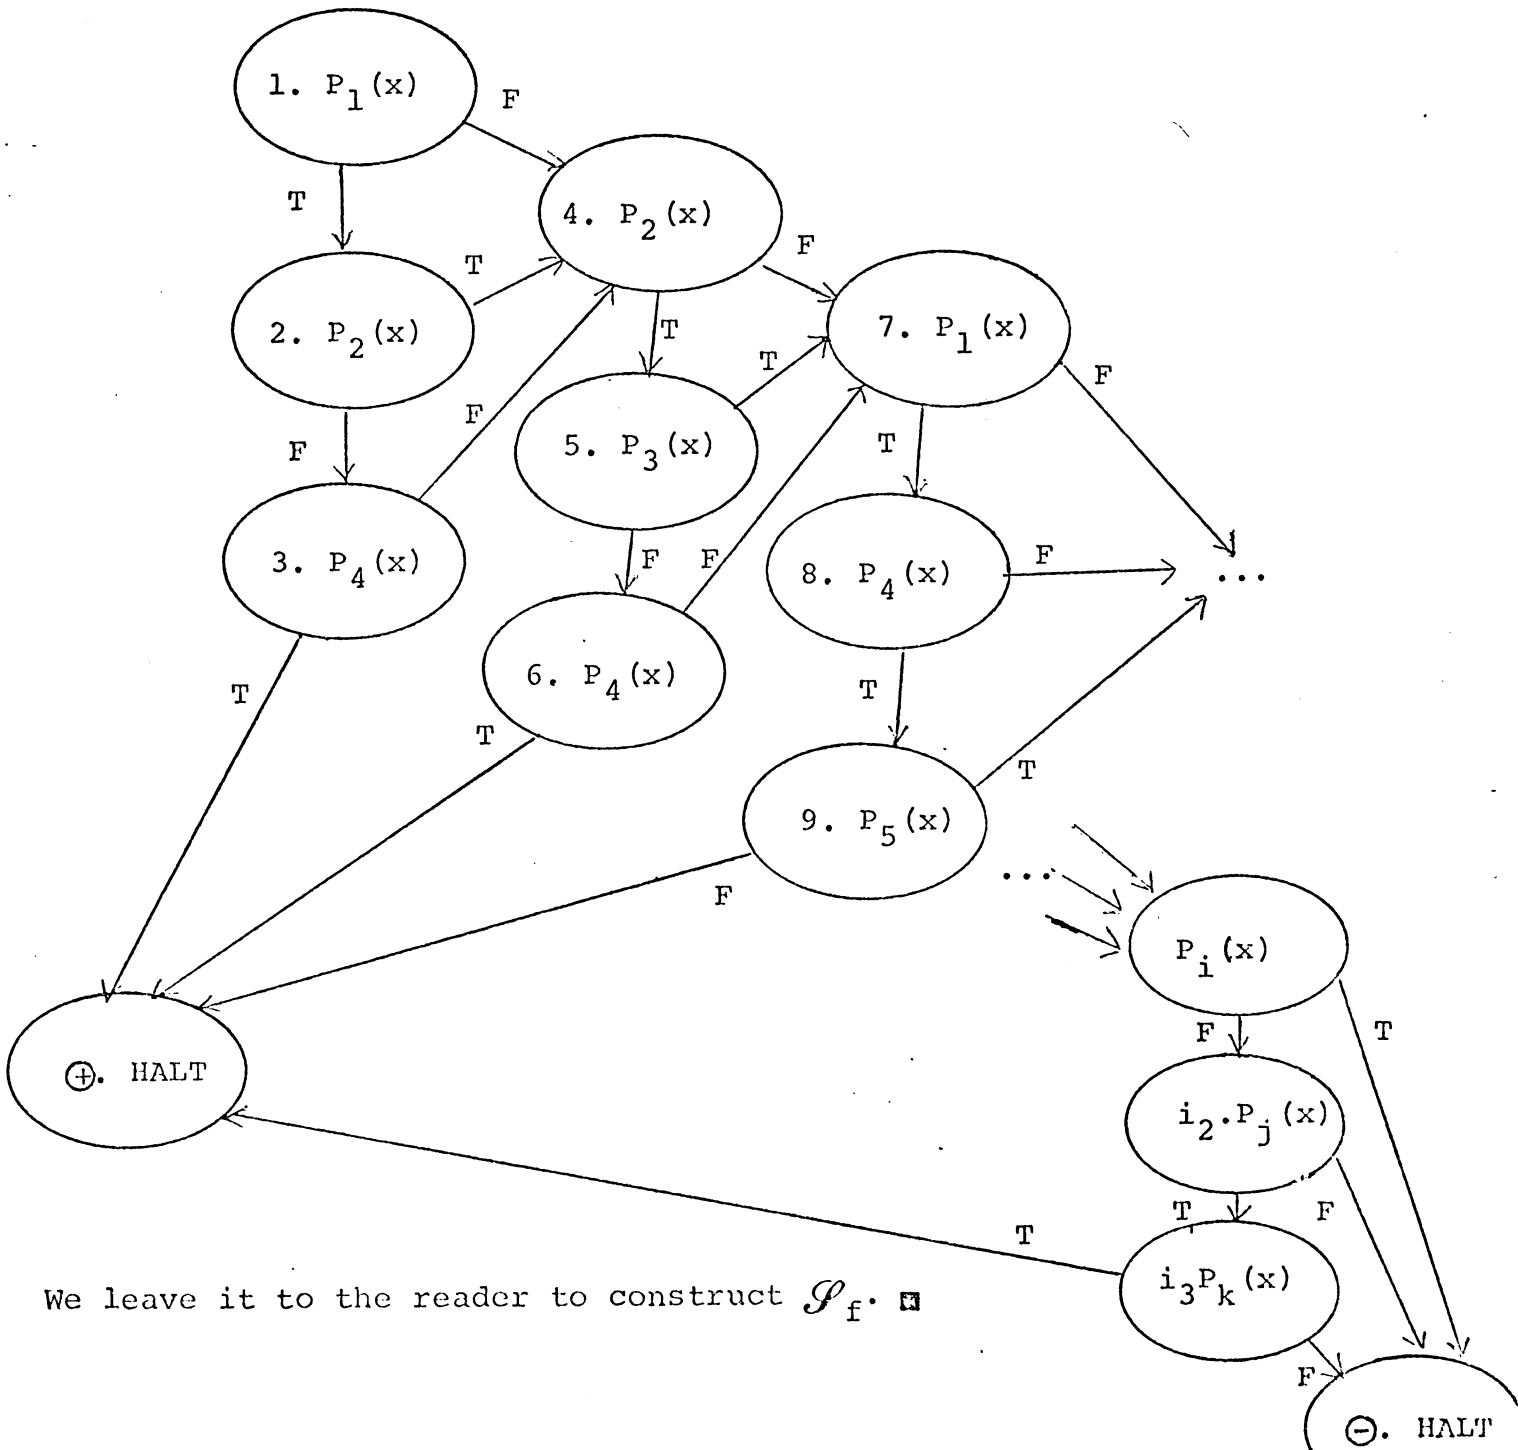 1. P₁(x)
F
T
4. P₂(x)
T
F
2. P₂(x)
7. P₁(x)
T
T
F
F
F
T
5. P₃(x)
3. P₄(x)
F
F
F
8. P₄(x)
...
T
6. P₄(x)
T
T
T
9. P₅(x)
F
...
Pᵢ(x)
F
T
⊕. HALT
i₂.Pⱼ(x)
T
F
T
i₃Pₖ(x)
We leave it to the reader to construct 𝒮f.
F
⊖. HALT